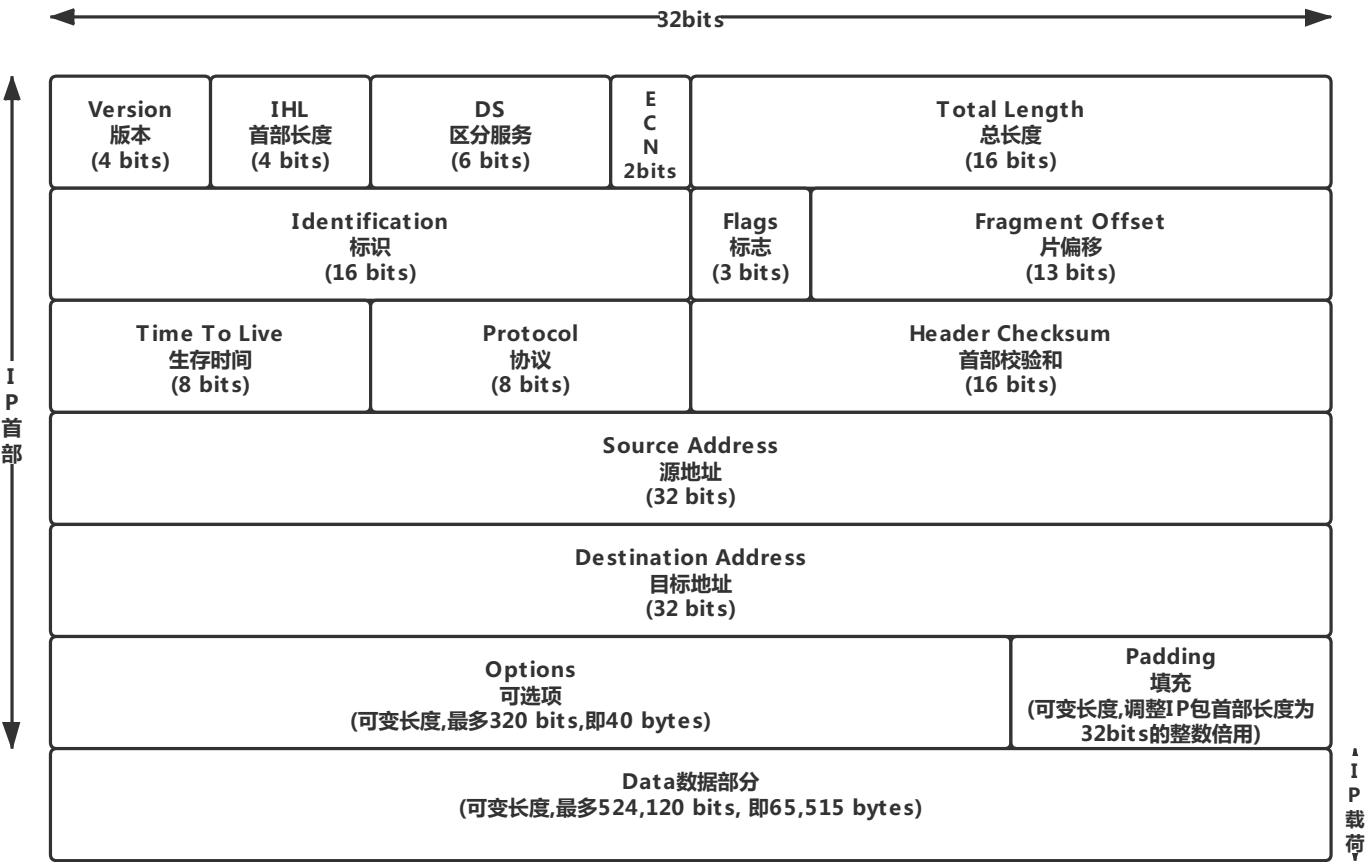 32bits
Version
版本
(4 bits)
IHL
首部长度
(4 bits)
DS
区分服务
(6 bits)
E
C
N
2bits
Total Length
总长度
(16 bits)
Identification
标识
(16 bits)
Flags
标志
(3 bits)
Fragment Offset
片偏移
(13 bits)
Time To Live
生存时间
(8 bits)
Protocol
协议
(8 bits)
Header Checksum
首部校验和
(16 bits)
I
P
首
部
Source Address
源地址
(32 bits)
Destination Address
目标地址
(32 bits)
Options
可选项
(可变长度,最多320 bits,即40 bytes)
Padding
填充
(可变长度,调整IP包首部长度为
32bits的整数倍用)
Data数据部分
(可变长度,最多524,120 bits, 即65,515 bytes)
I
P
载
荷